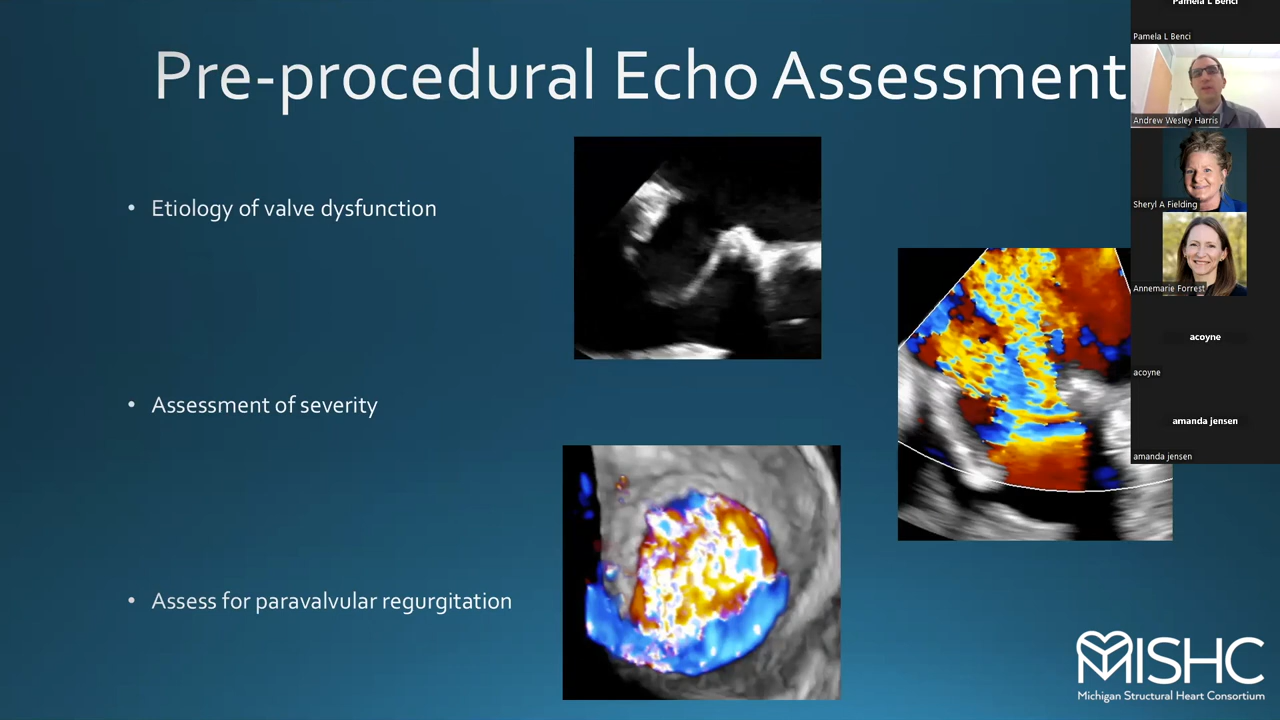 Pre-procedural Echo Assessment
• Etiology of valve dysfunction
• Assessment of severity
• Assess for paravalvular regurgitation
MISHC
Michigan Structural Heart Consortium
Pamela L Benci
Pamela L Benci
Andrew Wesley Harris
Sheryl A Fielding
Annemarie Forrest
acoyne
acoyne
amanda jensen
amanda jensen